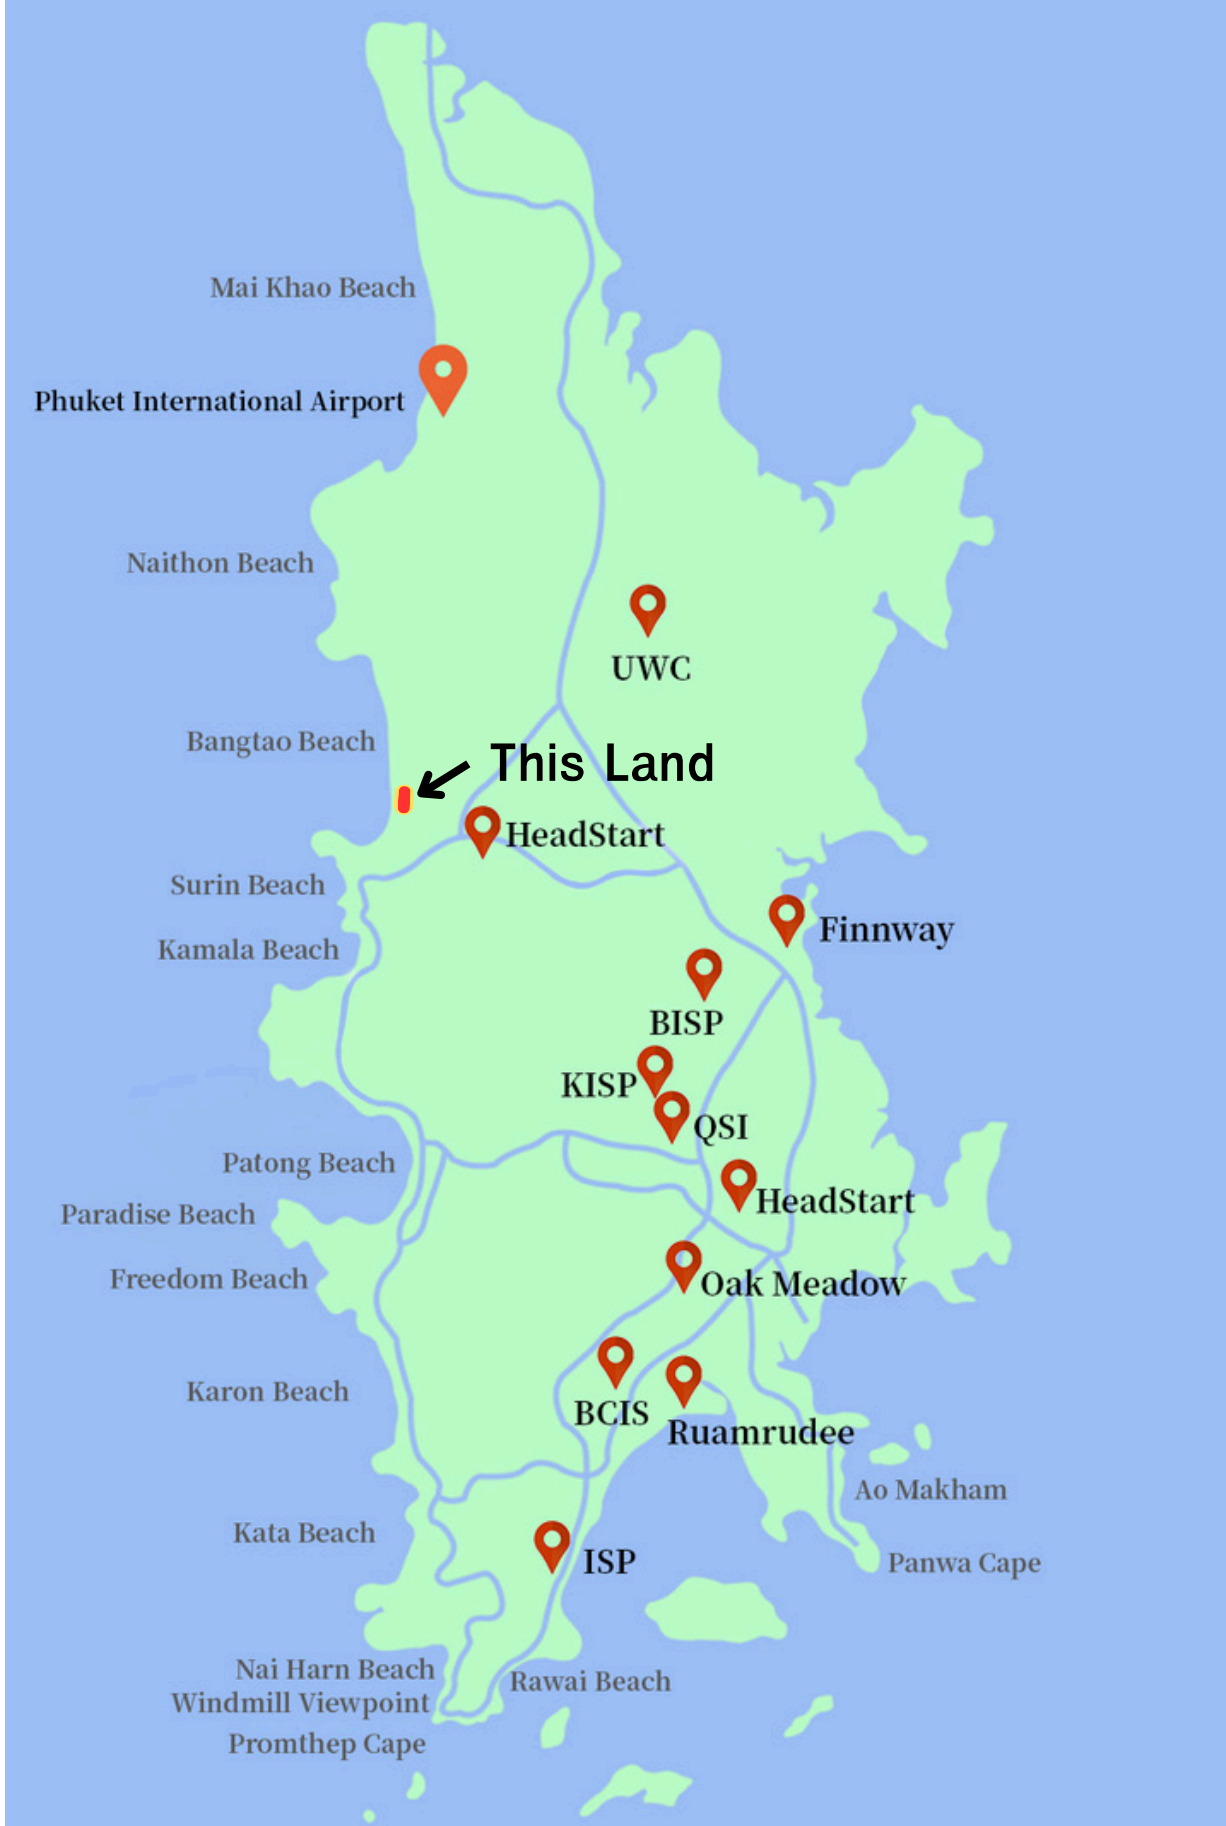 Mai Khao Beach
Phuket International Airport
Naithon Beach
UWC
Bangtao Beach
This Land
HeadStart
Surin Beach
Finnway
Kamala Beach
BISP
KISP
QSI
Patong Beach
HeadStart
Paradise Beach
Freedom Beach
Oak Meadow
Karon Beach
BCIS
Ruamrudee
Ao Makham
Kata Beach
ISP
Panwa Cape
Nai Harn Beach
Rawai Beach
Windmill Viewpoint
Promthep Cape